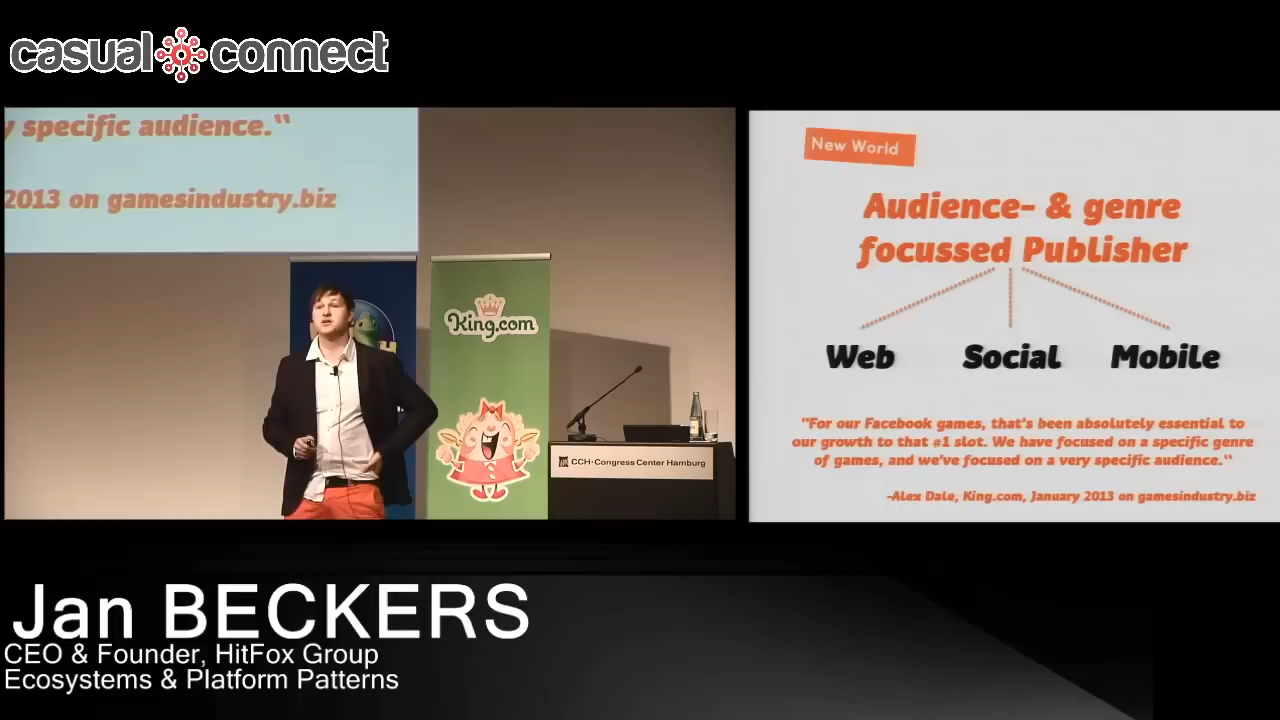 casual connect
y specific audience."
2013 on gamesindustry.biz
King.com
CCH·Congress Center Hamburg
New World
Audience- & genre
focussed Publisher
Web Social Mobile
"For our Facebook games, that's been absolutely essential to
our growth to that #1 slot. We have focused on a specific genre
of games, and we've focused on a very specific audience."
-Alex Dale, King.com, January 2013 on gamesindustry.biz
Jan BECKERS
CEO & Founder, HitFox Group
Ecosystems & Platform Patterns